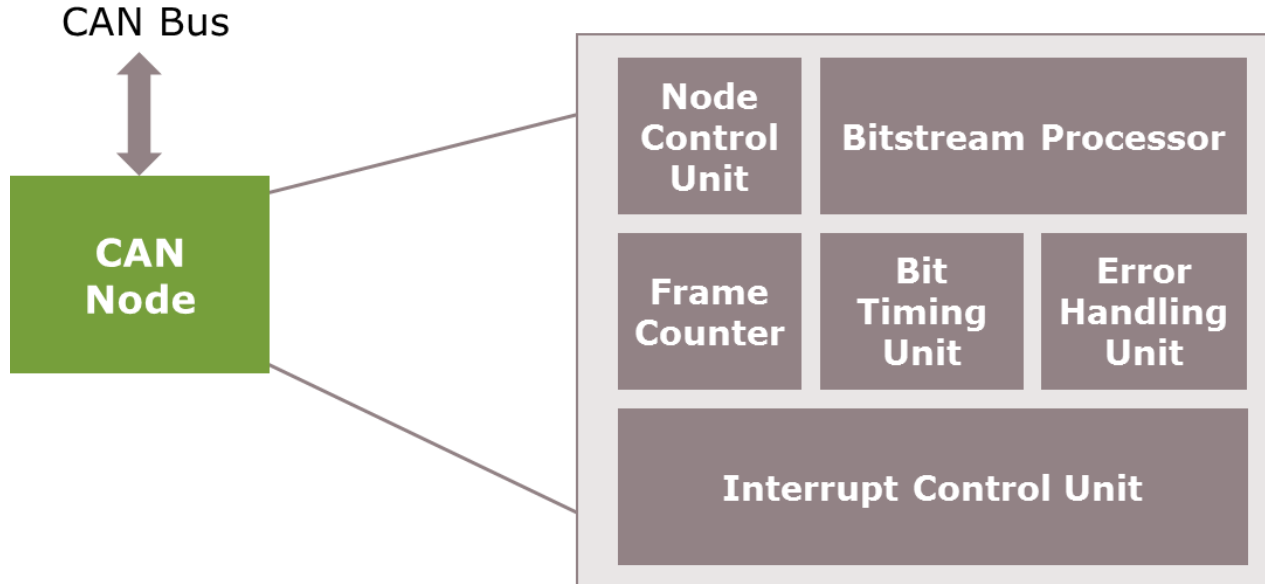 CAN Bus
CAN
Node
Node
Control
Unit
Bitstream Processor
Frame
Counter
Bit
Timing
Unit
Error
Handling
Unit
Interrupt Control Unit